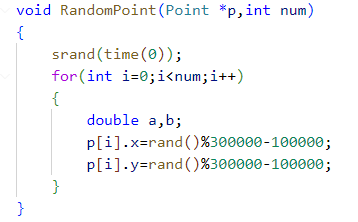 void RandomPoint(Point *p,int num)
{
    srand(time(0));
    for(int i=0;i<num;i++)
    {
        double a,b;
        p[i].x=rand()%300000-100000;
        p[i].y=rand()%300000-100000;
    }
}